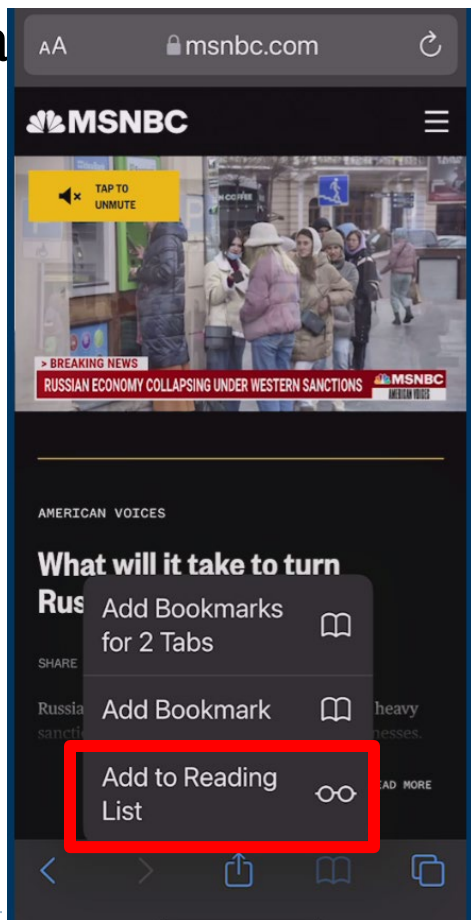 a
AA
msnbc.com
MSNBC
TAP TO
UNMUTE
> BREAKING NEWS
RUSSIAN ECONOMY COLLAPSING UNDER WESTERN SANCTIONS
MSNBC
AMERICAN VOICES
AMERICAN VOICES
What will it take to turn
Rus
Add Bookmarks
for 2 Tabs
SHARE
Add Bookmark
Russia
heavy
sanctio
nesses.
Add to Reading
List
EAD MORE